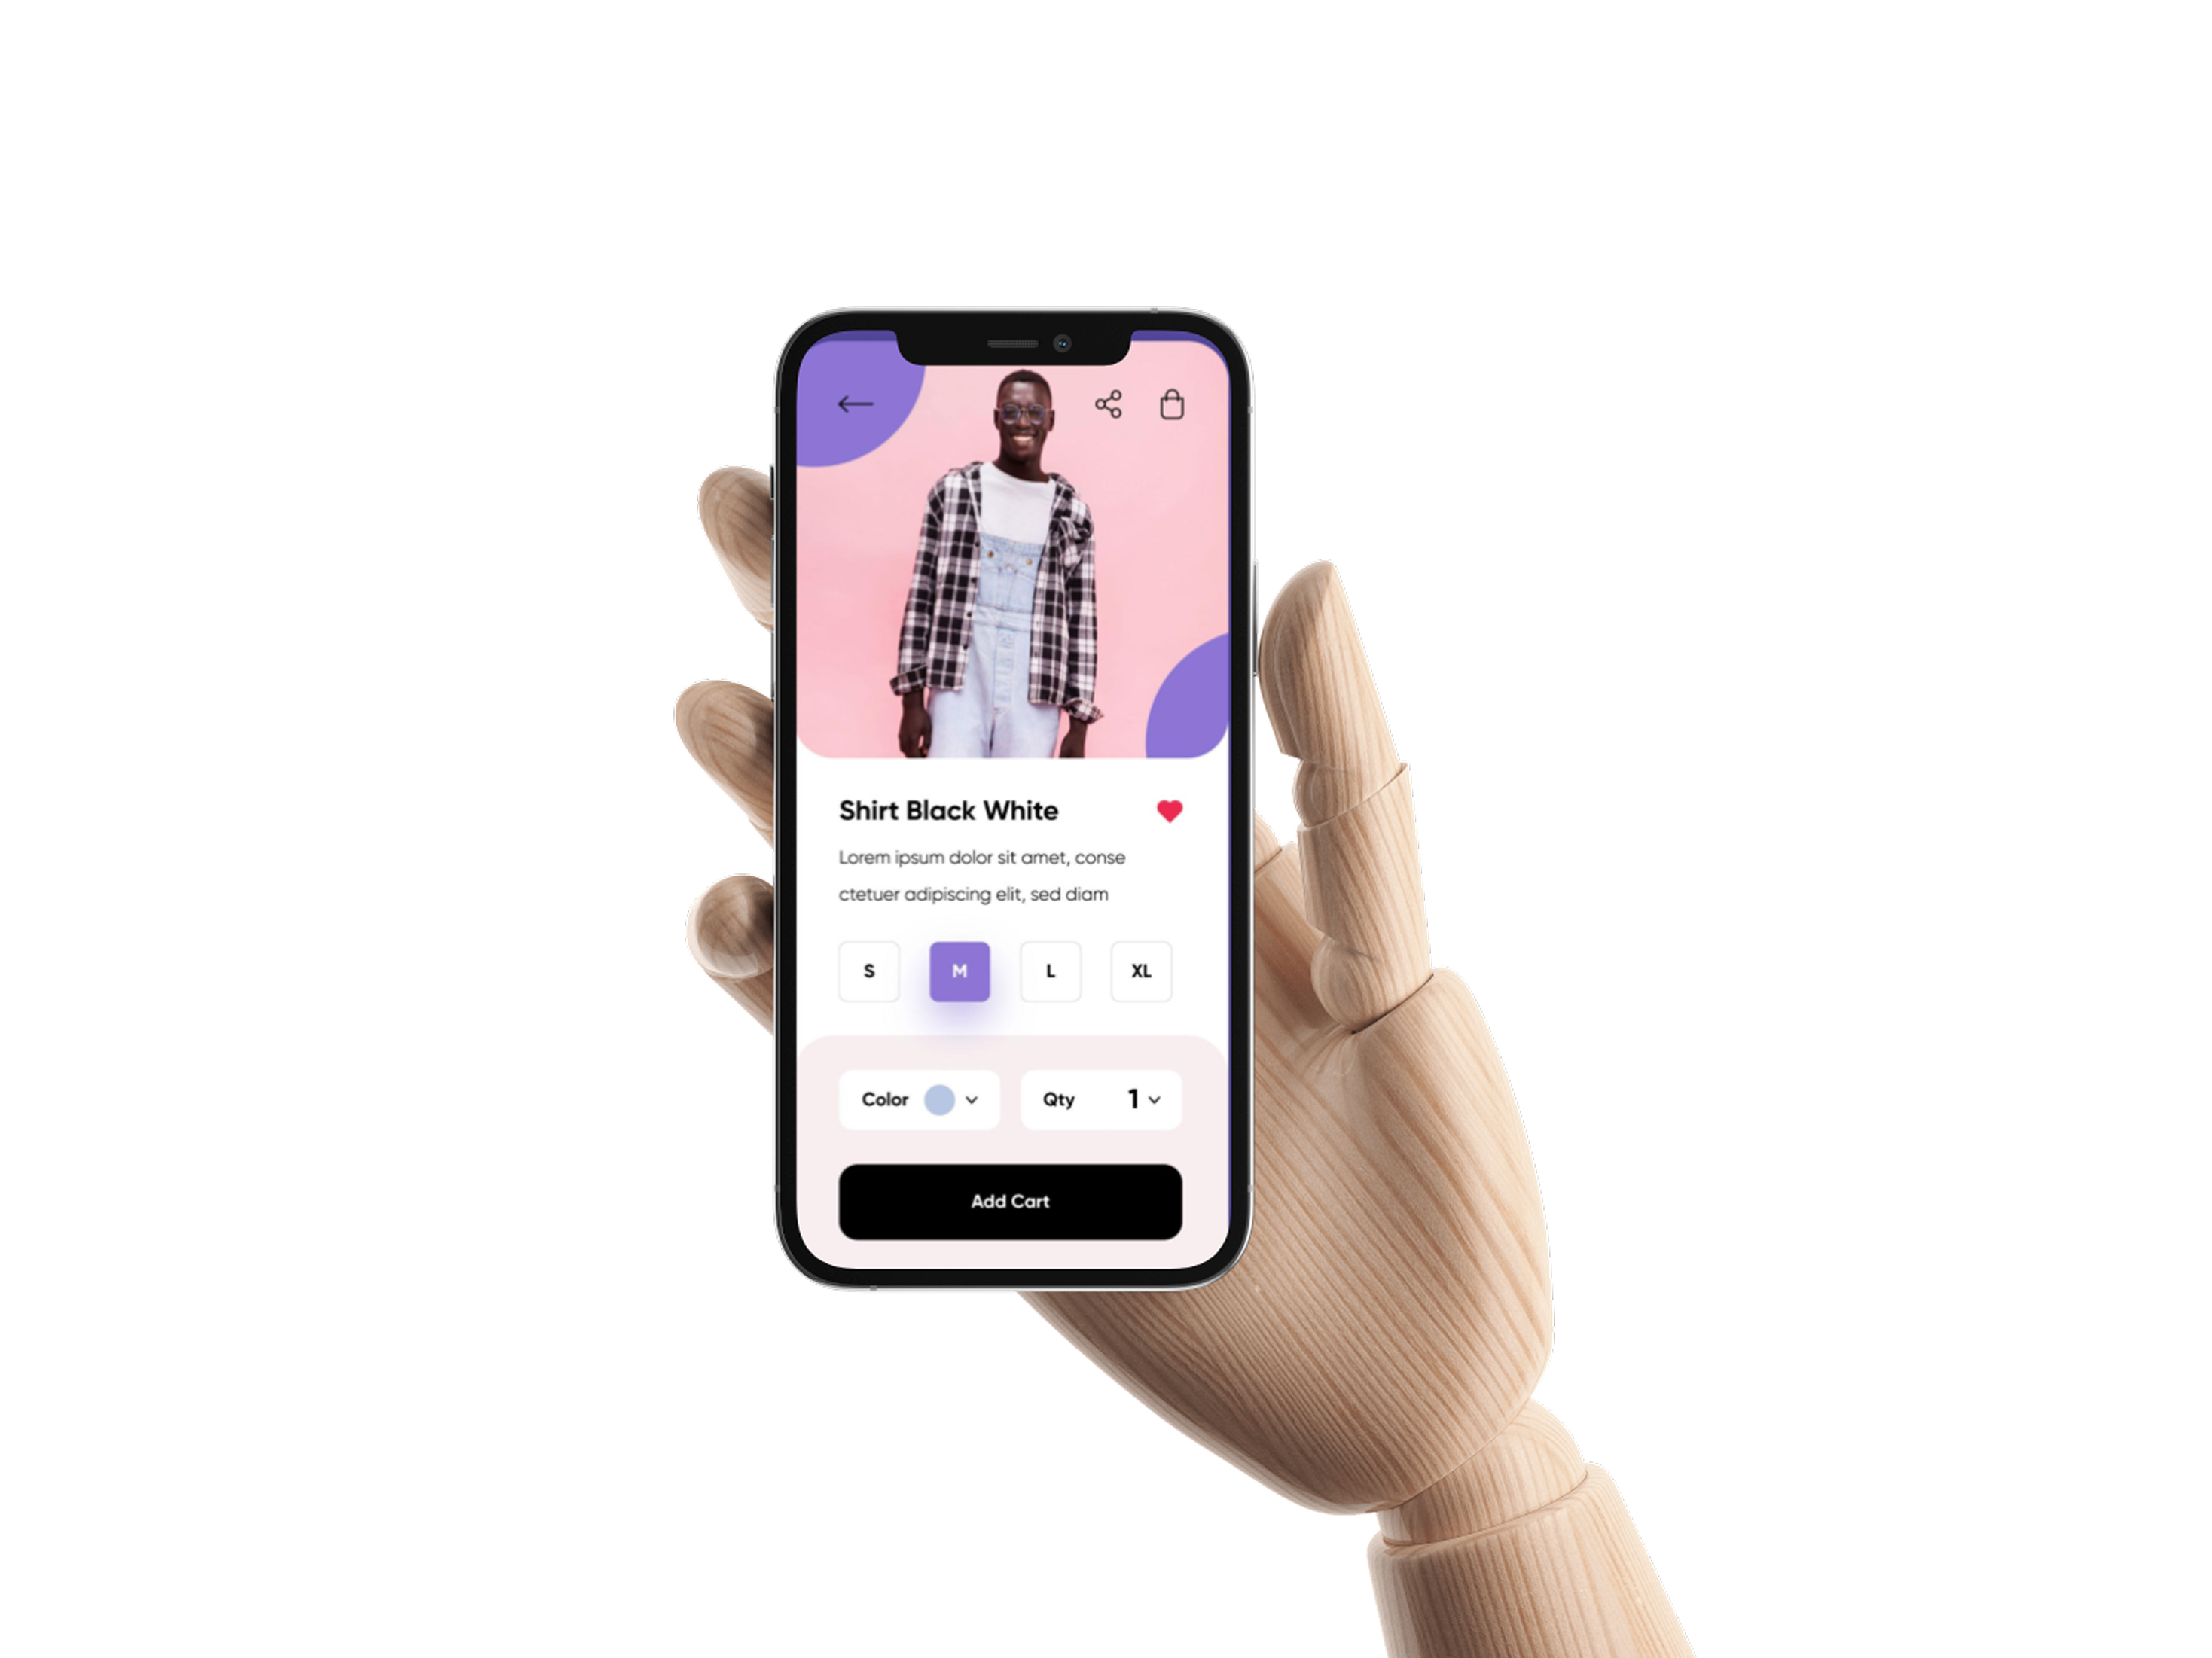 Shirt Black White
Lorem ipsum dolor sit amet, conse
ctetuer adipiscing elit, sed diam
S M L XL
Color Qty 1
Add Cart